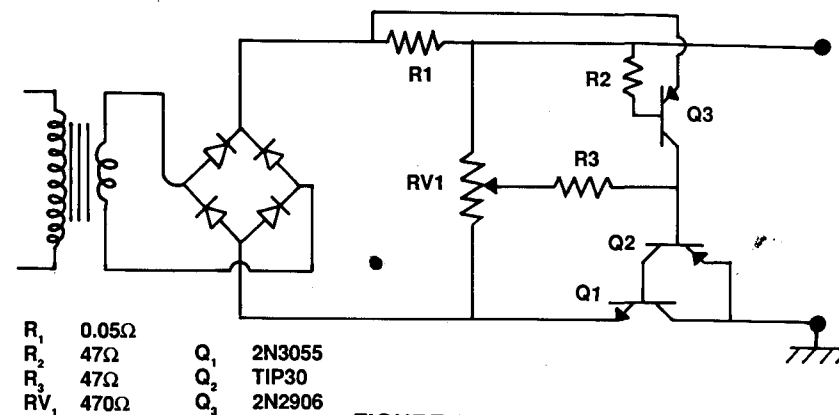 R1
R2
Q3
RV1
R3
Q2
Q1
R₁ 0.05Ω
R₂ 47Ω Q₁ 2N3055
R₃ 47Ω Q₂ TIP30
RV₁ 470Ω Q₃ 2N2906